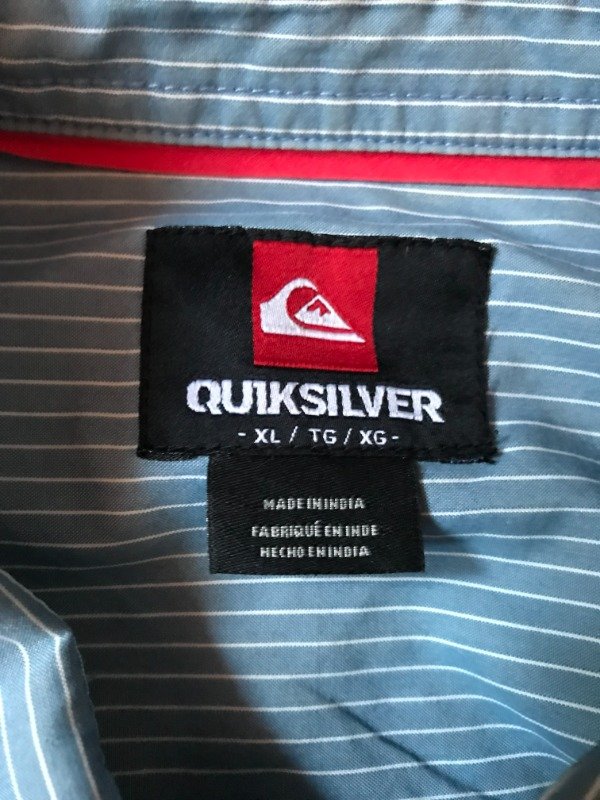 QUIKSILVER
- XL / TG / XG -
MADE IN INDIA
FABRIQUÉ EN INDE
HECHO EN INDIA